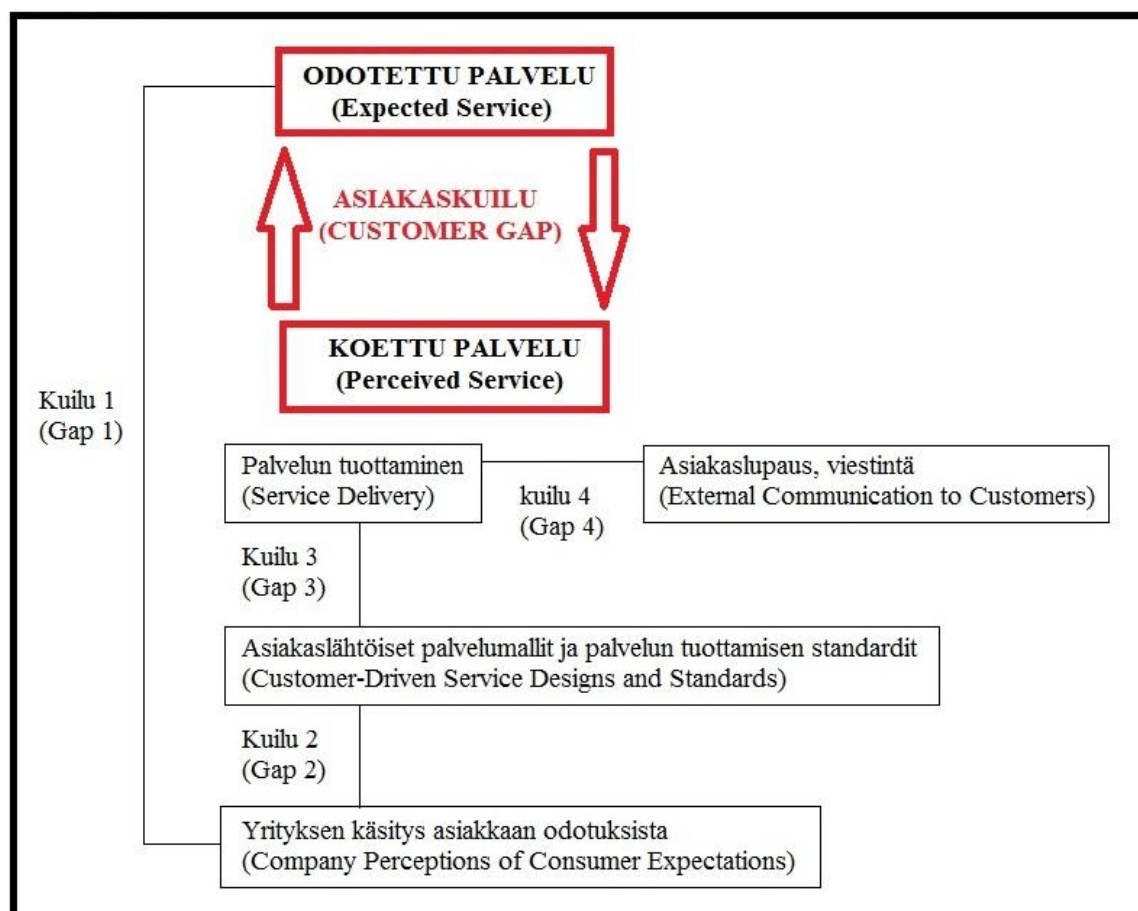 ODOTETTU PALVELU
(Expected Service)
ASIAKASKUILU
(CUSTOMER GAP)
KOETTU PALVELU
(Perceived Service)
Kuilu 1
(Gap 1)
Palvelun tuottaminen
(Service Delivery)
kuilu 4
(Gap 4)
Asiakaslupaus, viestintä
(External Communication to Customers)
Kuilu 3
(Gap 3)
Asiakaslähtöiset palvelumallit ja palvelun tuottamisen standardit
(Customer-Driven Service Designs and Standards)
Kuilu 2
(Gap 2)
Yrityksen käsitys asiakkaan odotuksista
(Company Perceptions of Consumer Expectations)